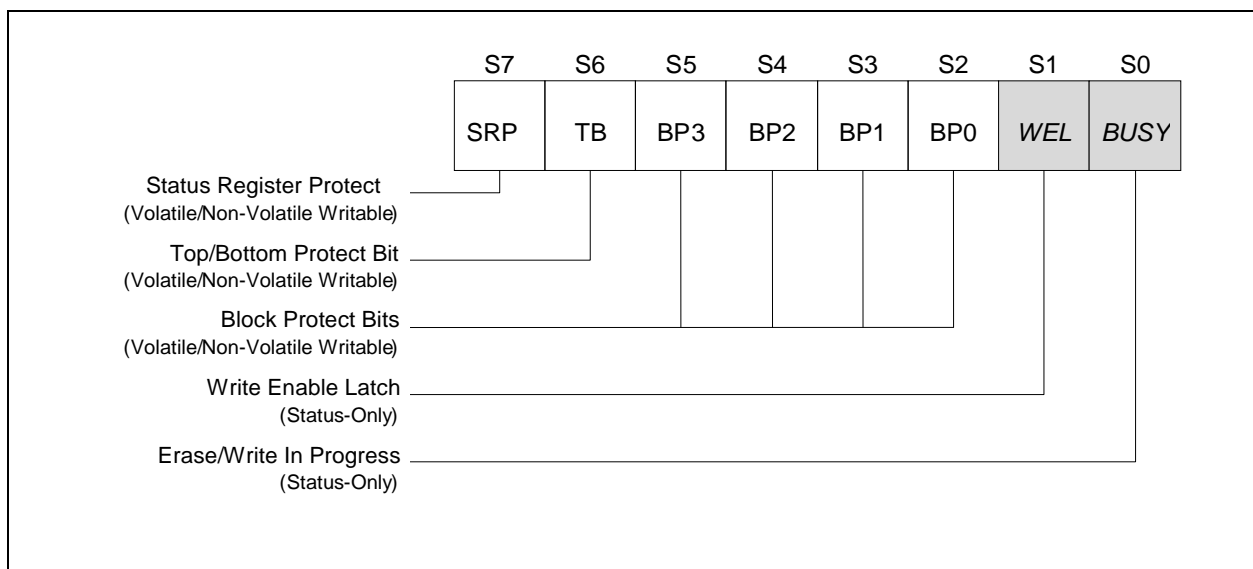 S7 S6 S5 S4 S3 S2 S1 S0
SRP TB BP3 BP2 BP1 BP0 WEL BUSY
Status Register Protect
(Volatile/Non-Volatile Writable)
Top/Bottom Protect Bit
(Volatile/Non-Volatile Writable)
Block Protect Bits
(Volatile/Non-Volatile Writable)
Write Enable Latch
(Status-Only)
Erase/Write In Progress
(Status-Only)